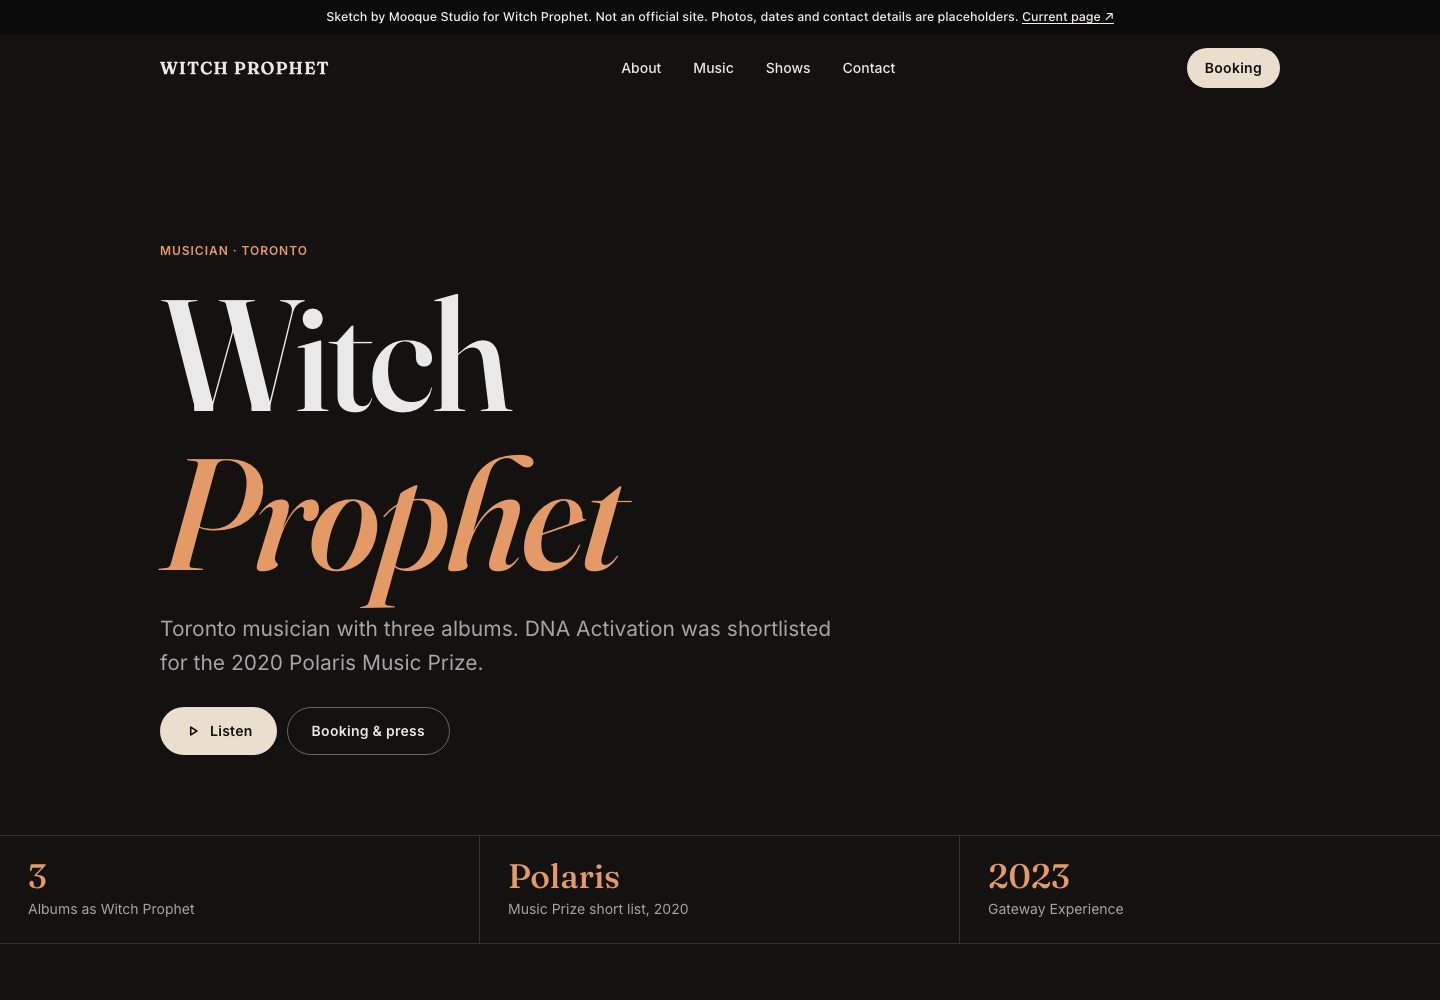 Sketch by Mooque Studio for Witch Prophet. Not an official site. Photos, dates and contact details are placeholders. Current page ↗
WITCH PROPHET
About
Music
Shows
Contact
Booking
MUSICIAN · TORONTO
Witch
Prophet
Toronto musician with three albums. DNA Activation was shortlisted
for the 2020 Polaris Music Prize.
Listen
Booking & press
3
Albums as Witch Prophet
Polaris
Music Prize short list, 2020
2023
Gateway Experience